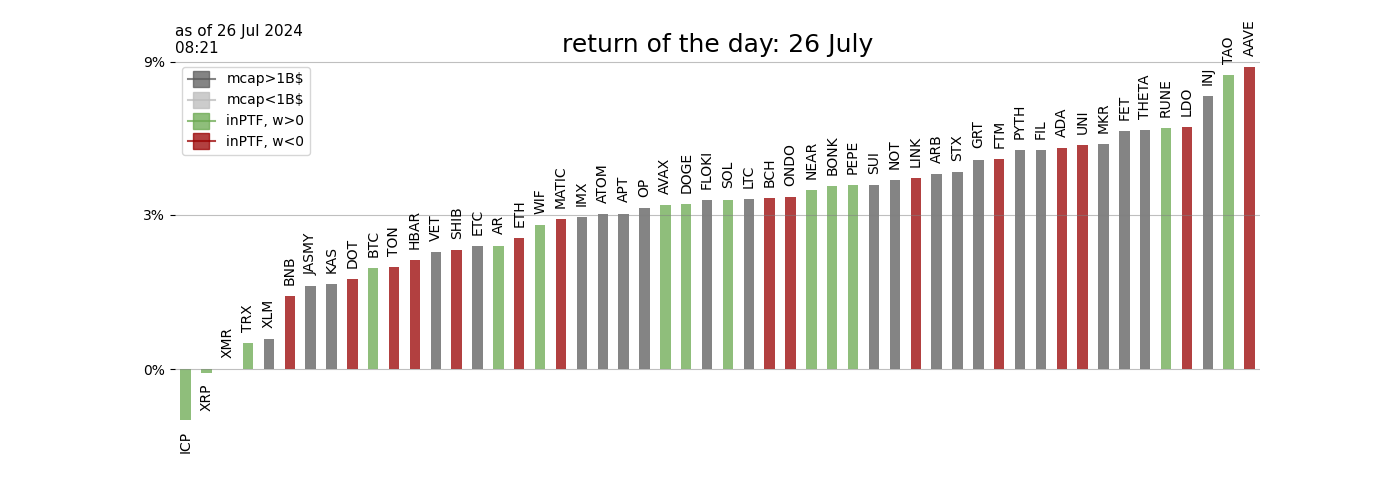 as of 26 Jul 2024
08:21
return of the day: 26 July
9%
3%
0%
mcap>1B$
mcap<1B$
inPTF, w>0
inPTF, w<0
ICP
XRP
XMR
TRX
XLM
BNB
JASMY
KAS
DOT
BTC
TON
HBAR
VET
SHIB
ETC
AR
ETH
WIF
MATIC
IMX
ATOM
APT
OP
AVAX
DOGE
FLOKI
SOL
LTC
BCH
ONDO
NEAR
BONK
PEPE
SUI
NOT
LINK
ARB
STX
GRT
FTM
PYTH
FIL
ADA
UNI
MKR
FET
THETA
RUNE
LDO
INJ
TAO
AAVE